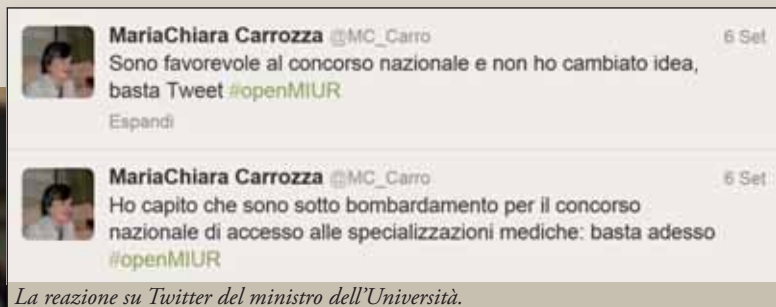 MariaChiara Carrozza @MC_Carro 6 Set
Sono favorevole al concorso nazionale e non ho cambiato idea,
basta Tweet #openMIUR
Espandi
MariaChiara Carrozza @MC_Carro 6 Set
Ho capito che sono sotto bombardamento per il concorso
nazionale di accesso alle specializzazioni mediche: basta adesso
#openMIUR
La reazione su Twitter del ministro dell’Università.